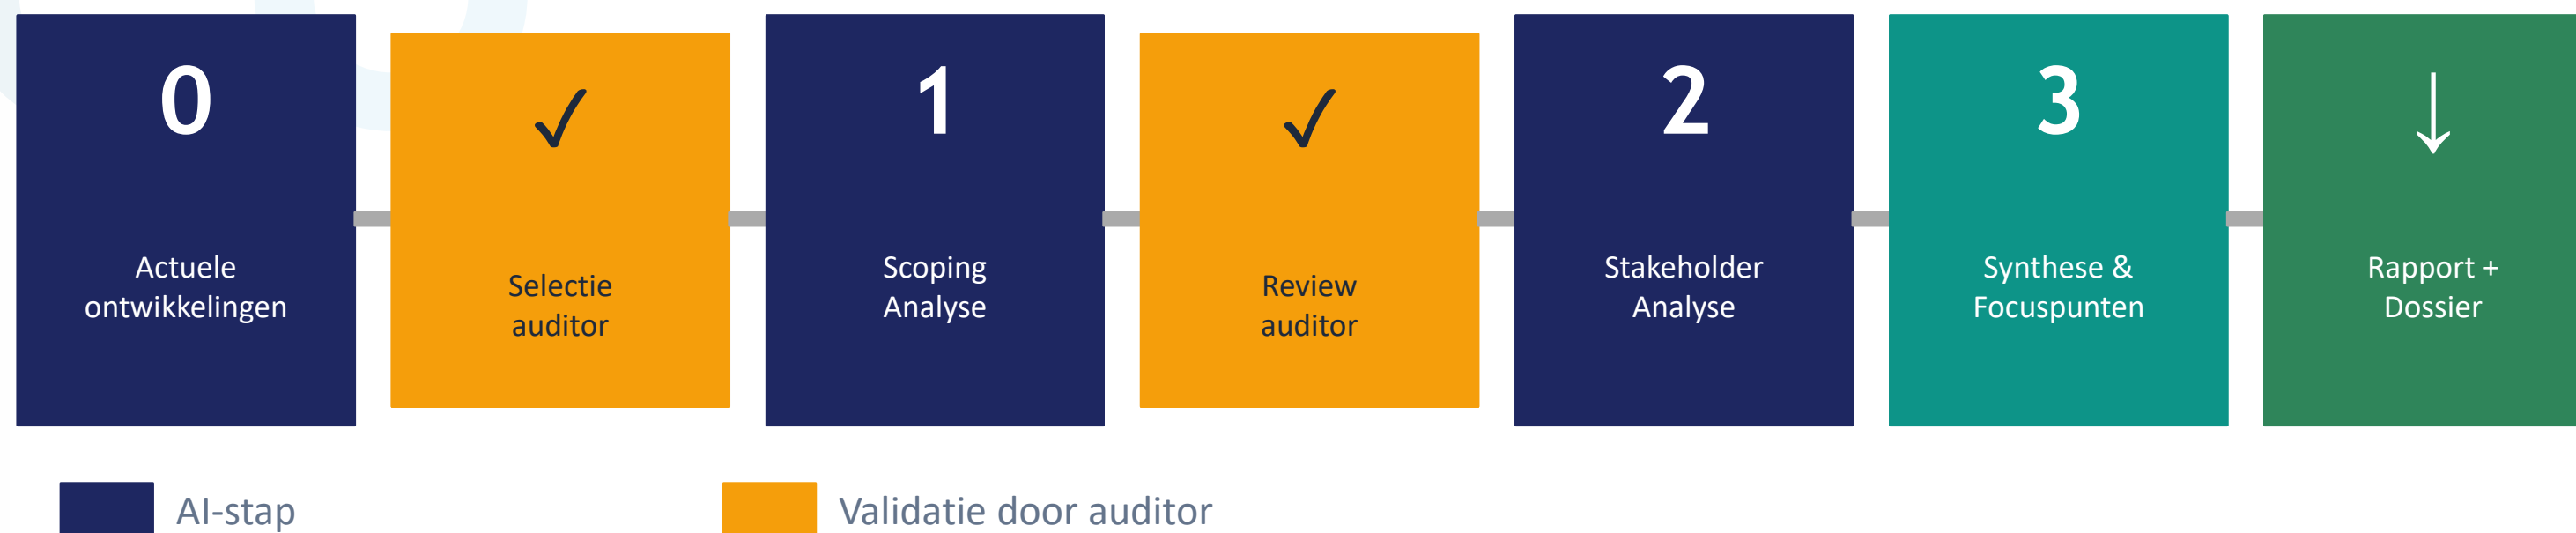 0
Actuele
ontwikkelingen
✓
Selectie
auditor
1
Scoping
Analyse
✓
Review
auditor
2
Stakeholder
Analyse
3
Synthese &
Focuspunten
↓
Rapport +
Dossier
AI-stap
Validatie door auditor